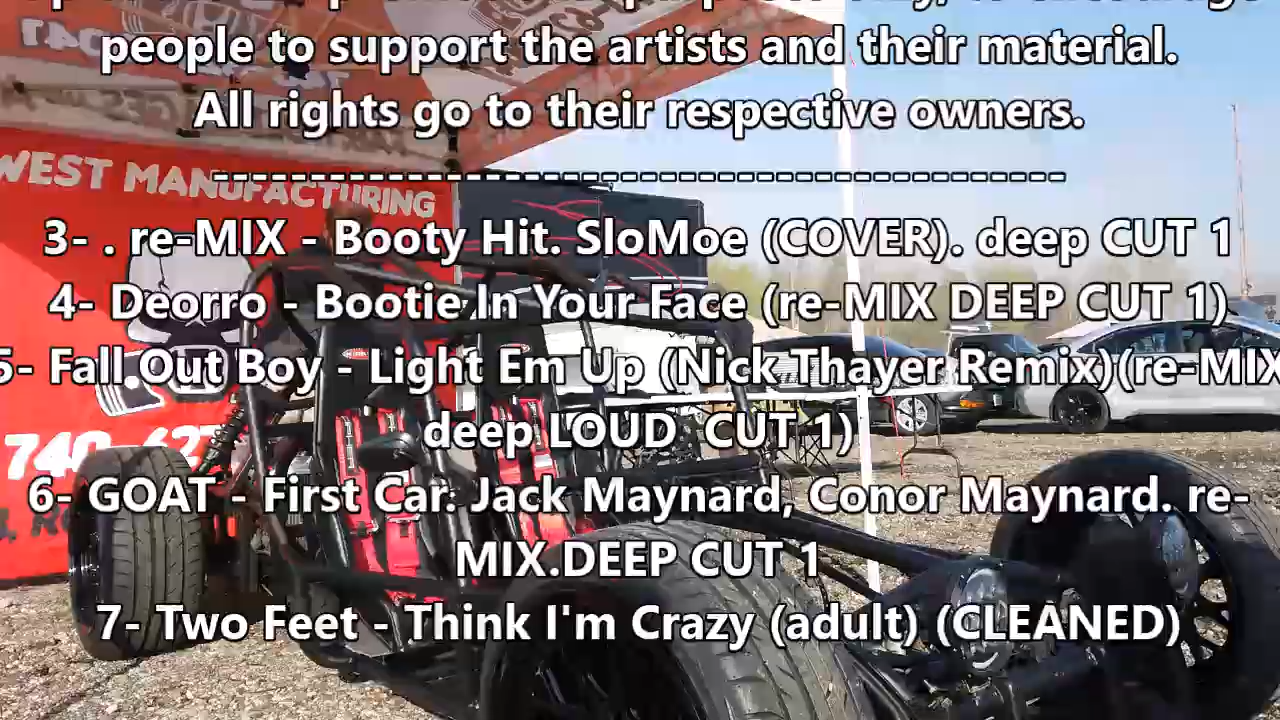 people to support the artists and their material.
All rights go to their respective owners.
---------------------------------------------
WEST MANUFACTURING
3- . re-MIX - Booty Hit. SloMoe (COVER). deep CUT 1
4- Deorro - Bootie In Your Face (re-MIX DEEP CUT 1)
5- Fall Out Boy - Light Em Up (Nick Thayer Remix)(re-MIX
deep LOUD  CUT 1)
740-627
6- GOAT - First Car. Jack Maynard, Conor Maynard. re-
MIX.DEEP CUT 1
7- Two Feet - Think I'm Crazy (adult) (CLEANED)